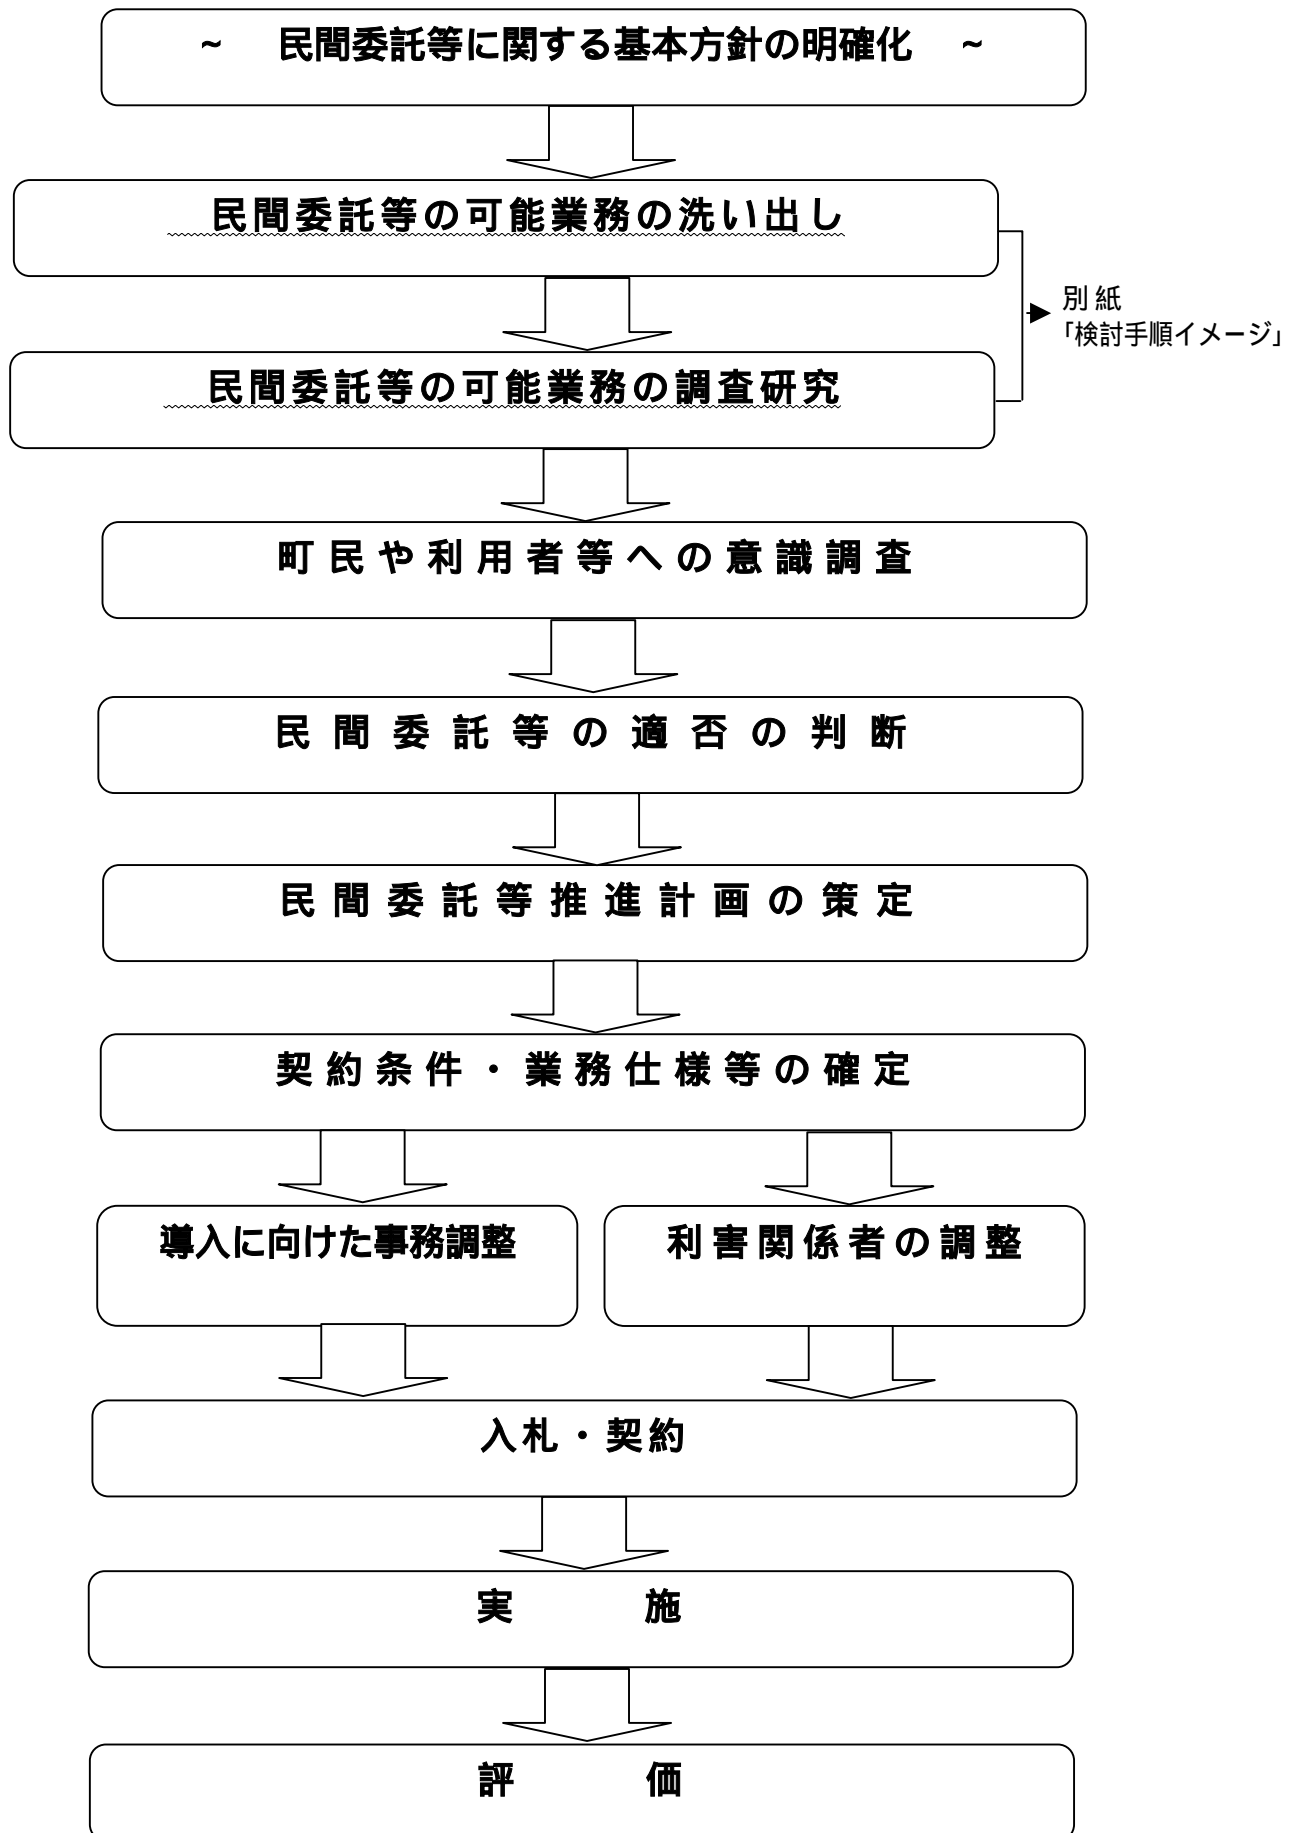 ~ 民間委託等に関する基本方針の明確化 ~
民間委託等の可能業務の洗い出し
別紙
「検討手順イメージ」
民間委託等の可能業務の調査研究
町民や利用者等への意識調査
民間委託等の適否の判断
民間委託等推進計画の策定
契約条件・業務仕様等の確定
導入に向けた事務調整
利害関係者の調整
入札・契約
実施
評価